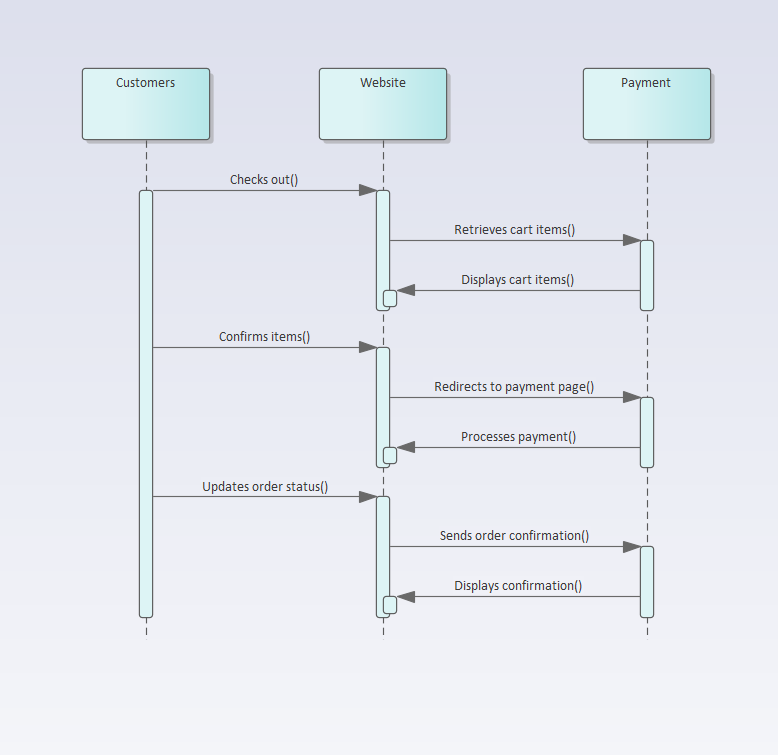 Customers
Website
Payment
Checks out()
Retrieves cart items()
Displays cart items()
Confirms items()
Redirects to payment page()
Processes payment()
Updates order status()
Sends order confirmation()
Displays confirmation()